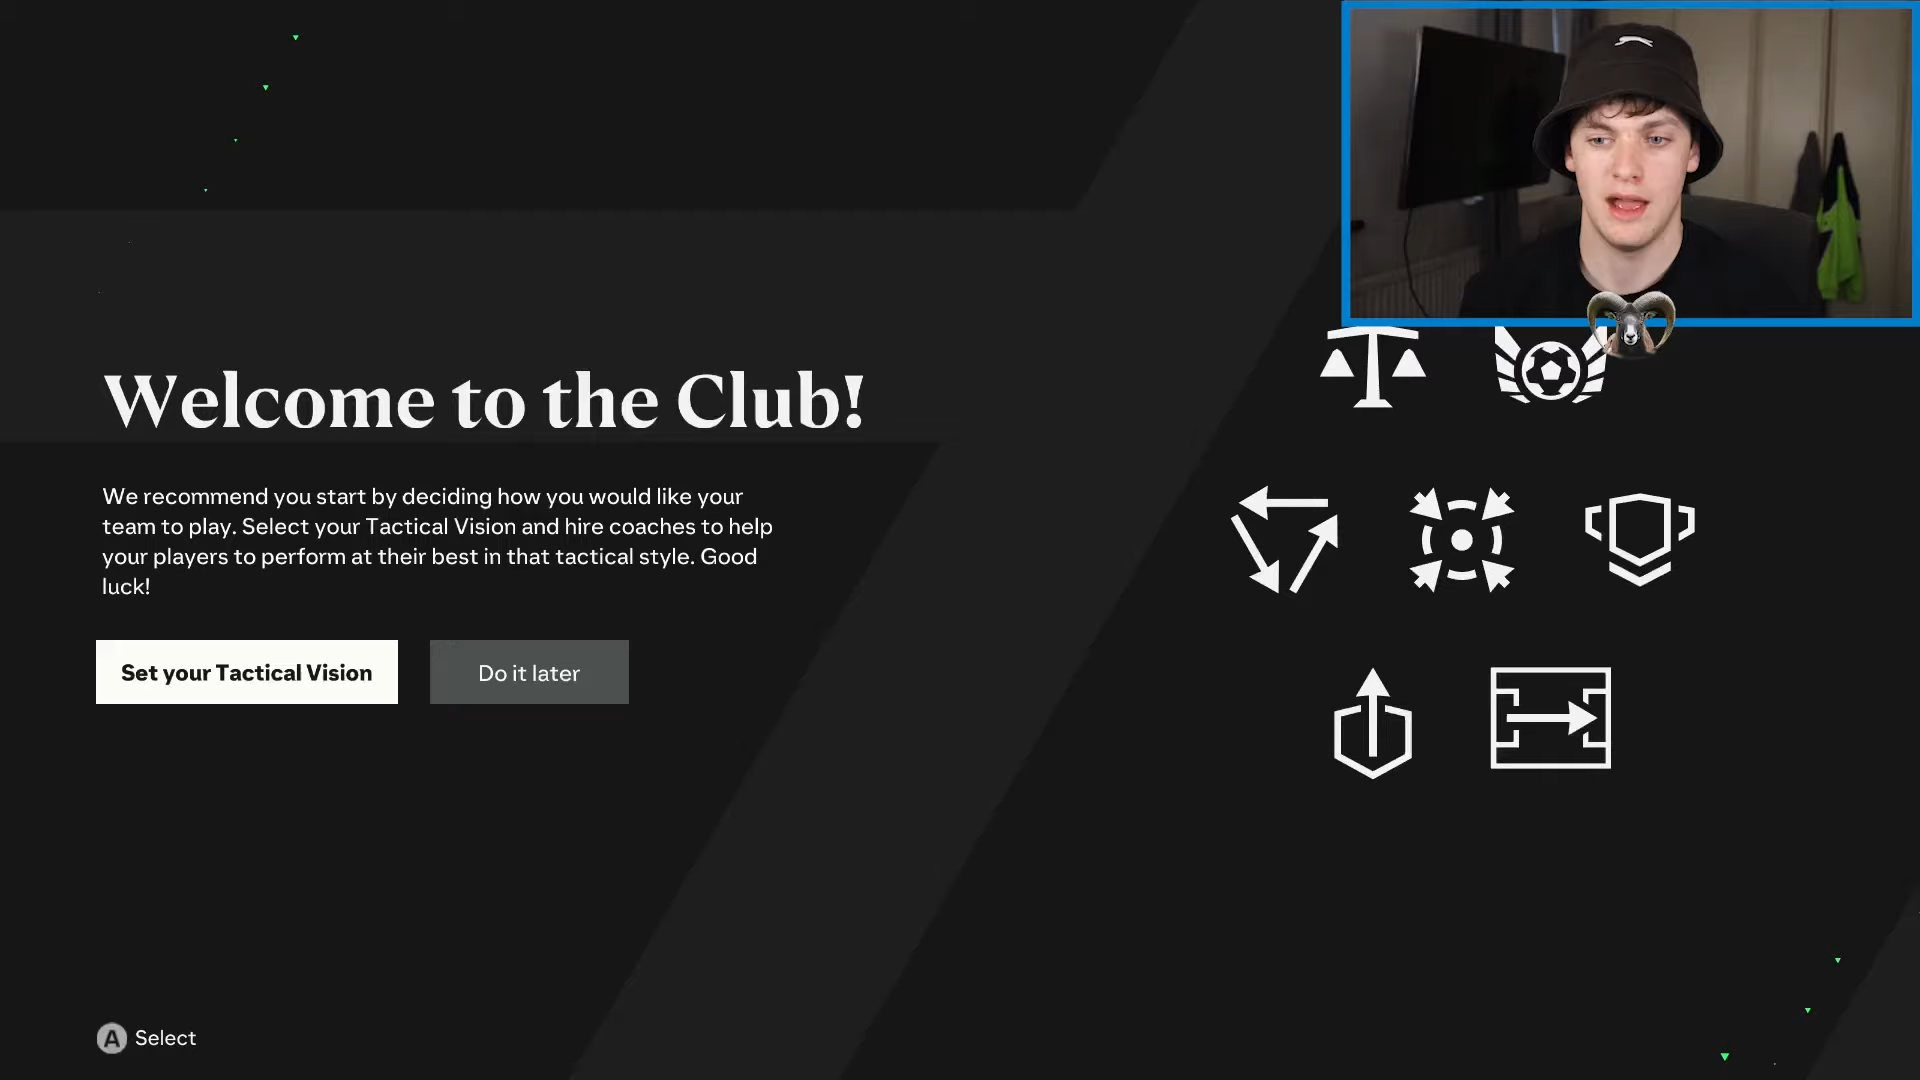 Welcome to the Club!
We recommend you start by deciding how you would like your
team to play. Select your Tactical Vision and hire coaches to help
your players to perform at their best in that tactical style. Good
luck!
Set your Tactical Vision
Do it later
A Select